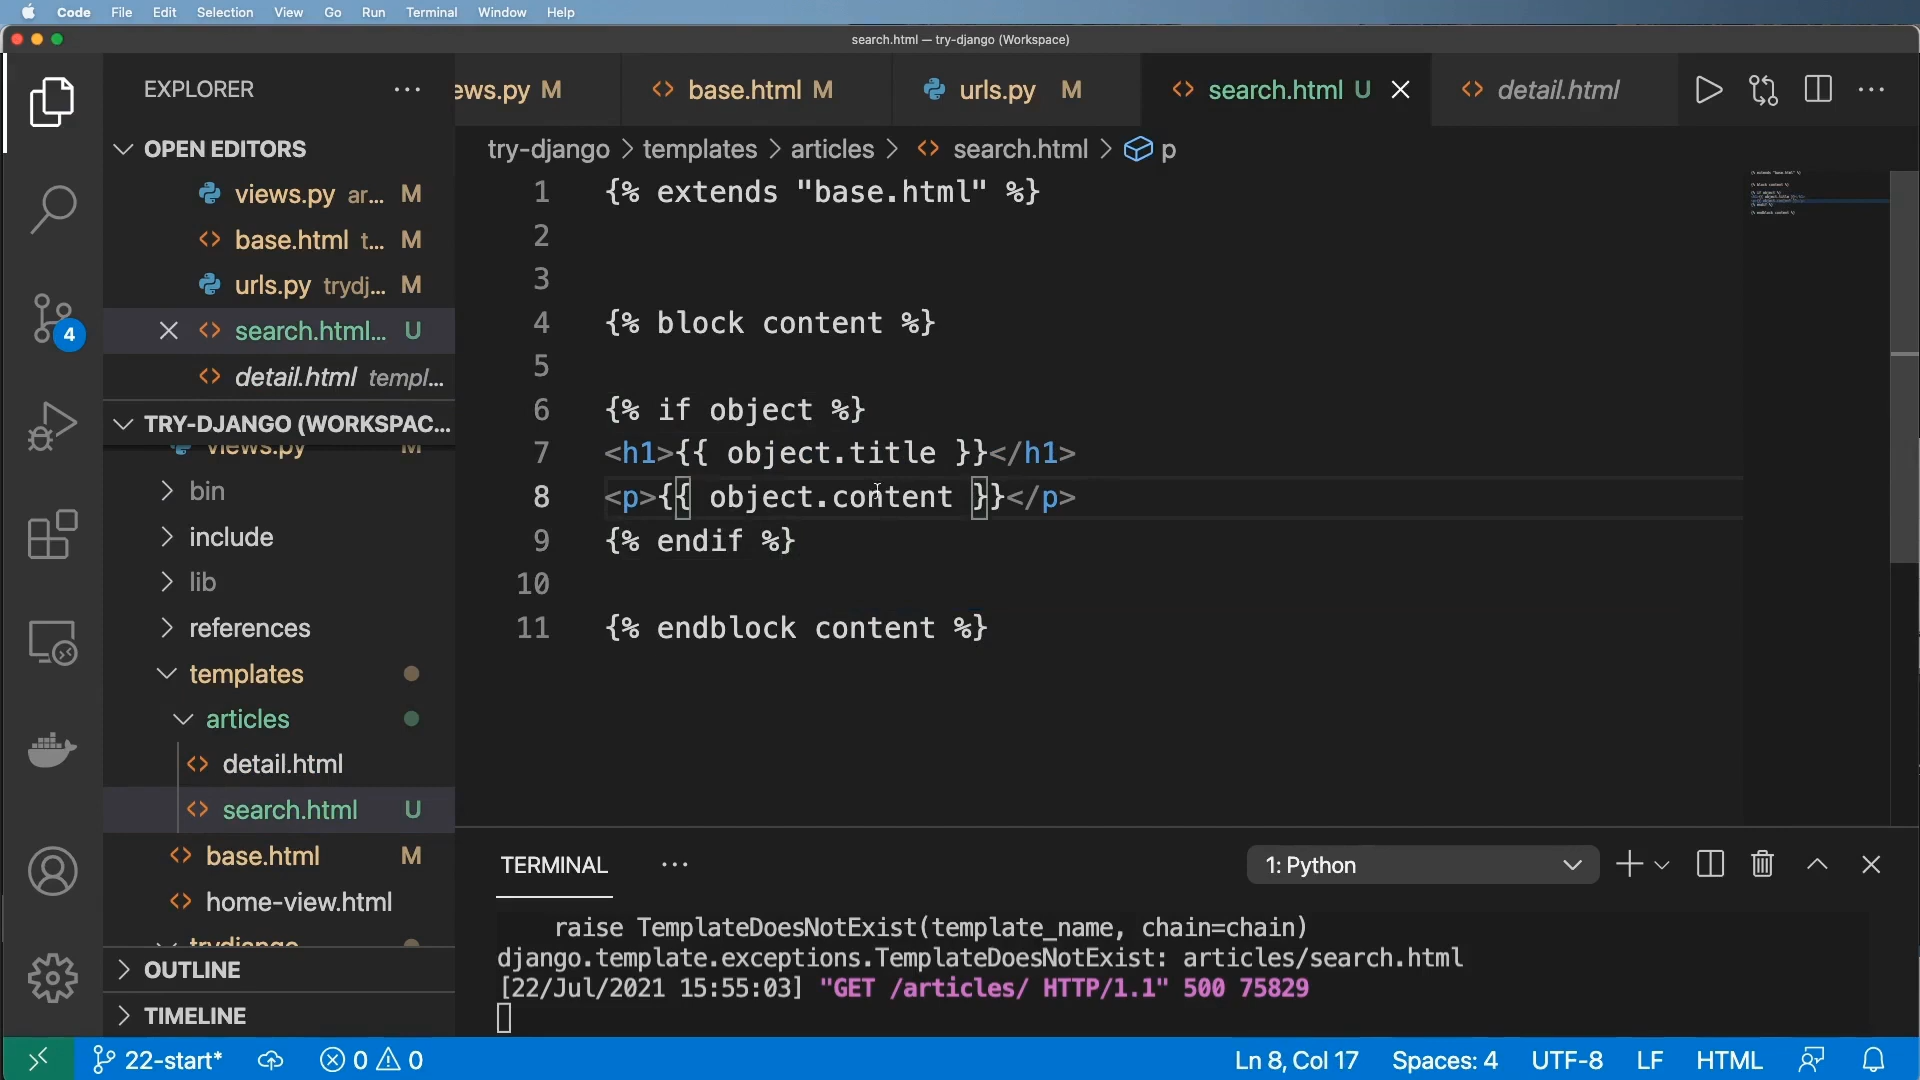 Code File Edit Selection View Go Run Terminal Window Help
search.html — try-django (Workspace)
EXPLORER
ews.py M
base.html M
urls.py M
search.html U
detail.html
OPEN EDITORS
views.py ar... M
base.html t... M
urls.py trydj... M
search.html... U
detail.html templ...
TRY-DJANGO (WORKSPAC...
views.py M
bin
include
lib
references
templates
articles
detail.html
search.html U
base.html M
home-view.html
trydjango
OUTLINE
TIMELINE
4
try-django > templates > articles > search.html > p
1 {% extends "base.html" %}
2
3
4 {% block content %}
5
6 {% if object %}
7 <h1>{{ object.title }}</h1>
8 <p>{{ object.content }}</p>
9 {% endif %}
10
11 {% endblock content %}
TERMINAL
1: Python
raise TemplateDoesNotExist(template_name, chain=chain)
django.template.exceptions.TemplateDoesNotExist: articles/search.html
[22/Jul/2021 15:55:03] "GET /articles/ HTTP/1.1" 500 75829
22-start* 0 0 Ln 8, Col 17 Spaces: 4 UTF-8 LF HTML